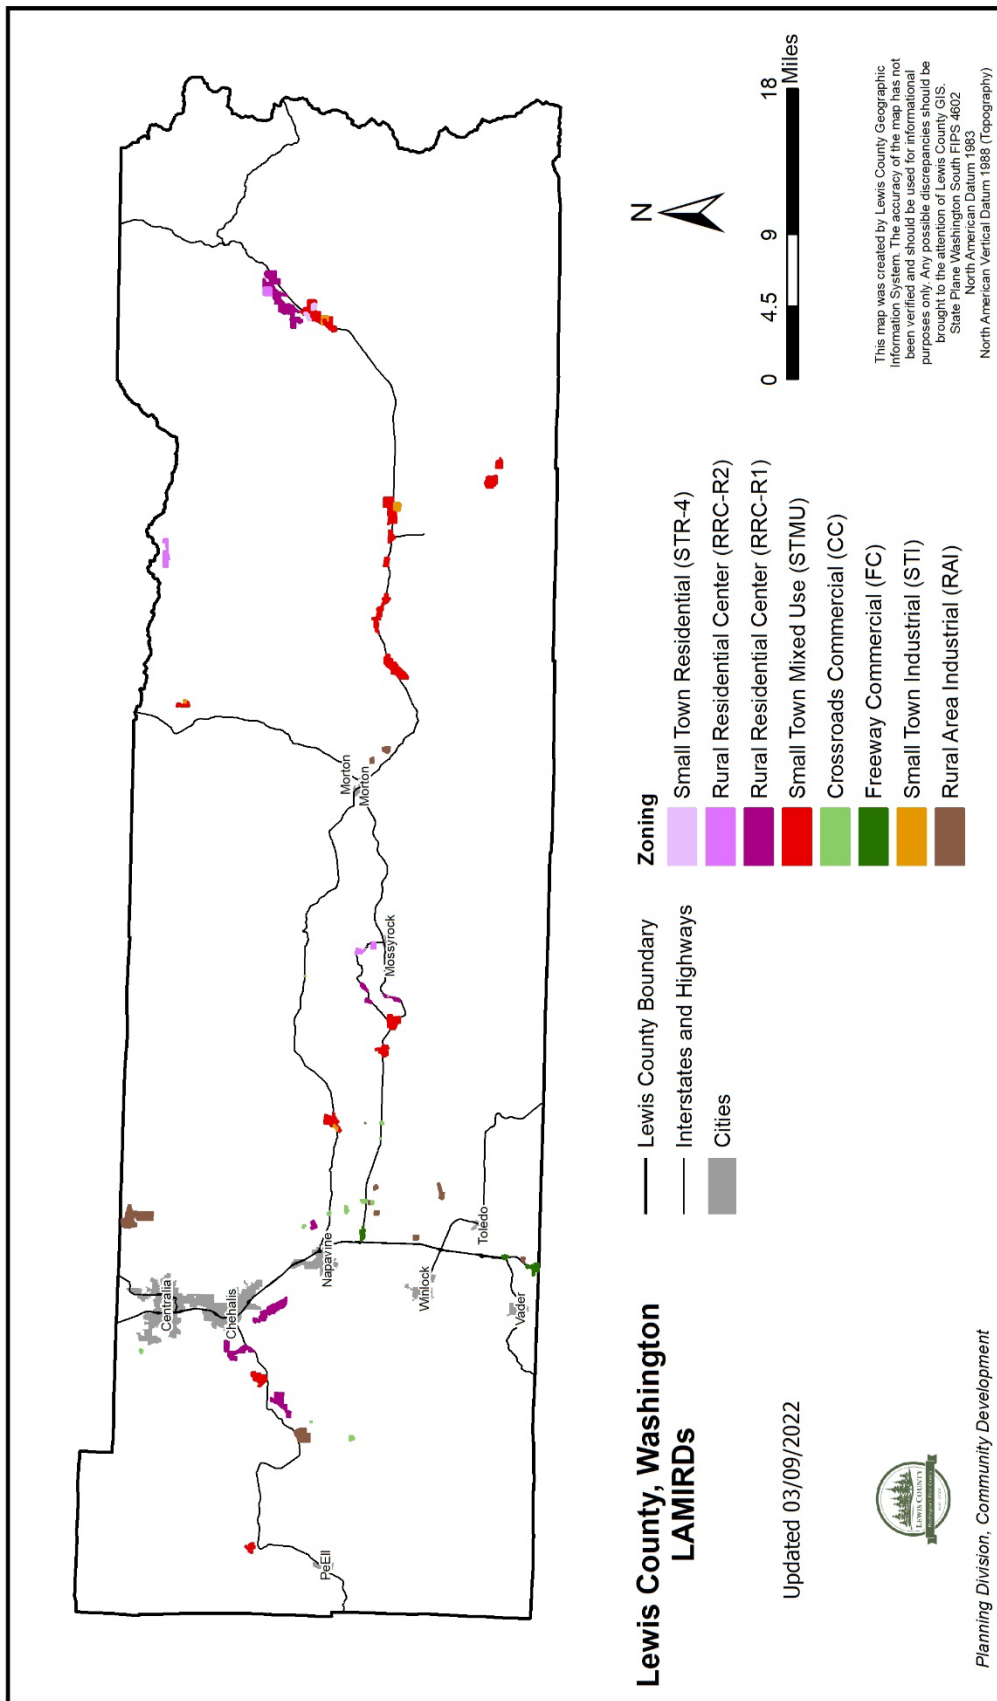 Centralia
Chehalis
Napavine
PeEll
Winlock
Toledo
Vader
Mossyrock
Morton
Morton
Lewis County, Washington
LAMIRDs
Updated 03/09/2022
LEWIS COUNTY
Planning Division, Community Development
Lewis County Boundary
Interstates and Highways
Cities
Zoning
Small Town Residential (STR-4)
Rural Residential Center (RRC-R2)
Rural Residential Center (RRC-R1)
Small Town Mixed Use (STMU)
Crossroads Commercial (CC)
Freeway Commercial (FC)
Small Town Industrial (STI)
Rural Area Industrial (RAI)
N
0 4.5 9 18
Miles
This map was created by Lewis County Geographic
Information System. The accuracy of the map has not
been verified and should be used for informational
purposes only. Any possible discrepancies should be
brought to the attention of Lewis County GIS.
State Plane Washington South FIPS 4602
North American Datum 1983
North American Vertical Datum 1988 (Topography)